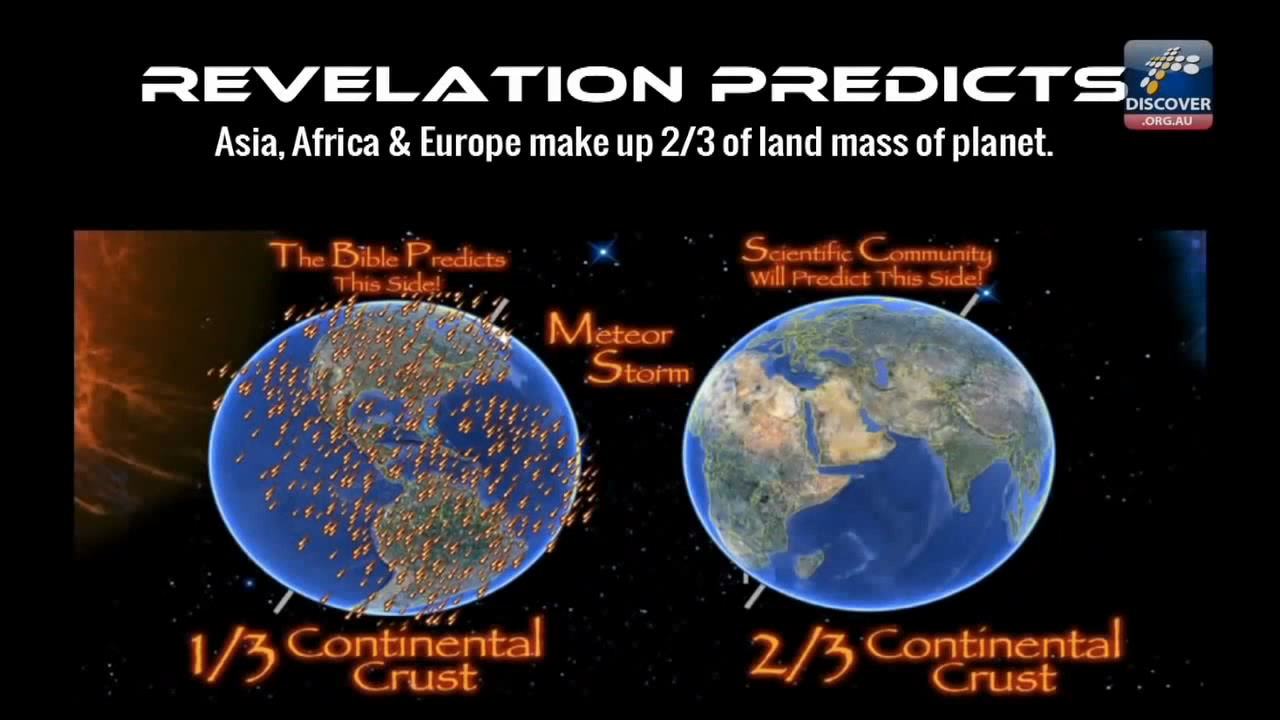 REVELATION PREDICTS
DISCOVER
.ORG.AU
Asia, Africa & Europe make up 2/3 of land mass of planet.
The Bible Predicts
This Side!
Scientific Community
Will Predict This Side!
Meteor
Storm
1/3 Continental
Crust
2/3 Continental
Crust